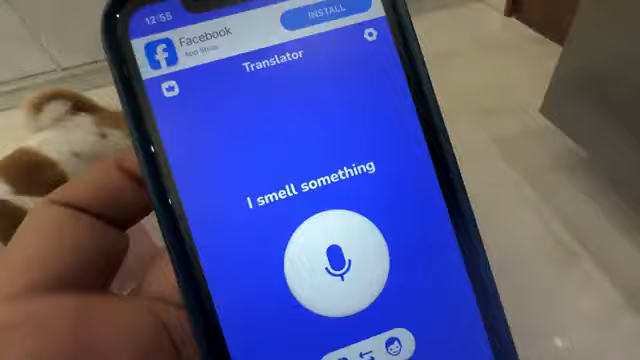 12:55
Facebook
App Store
INSTALL
Translator
I smell something